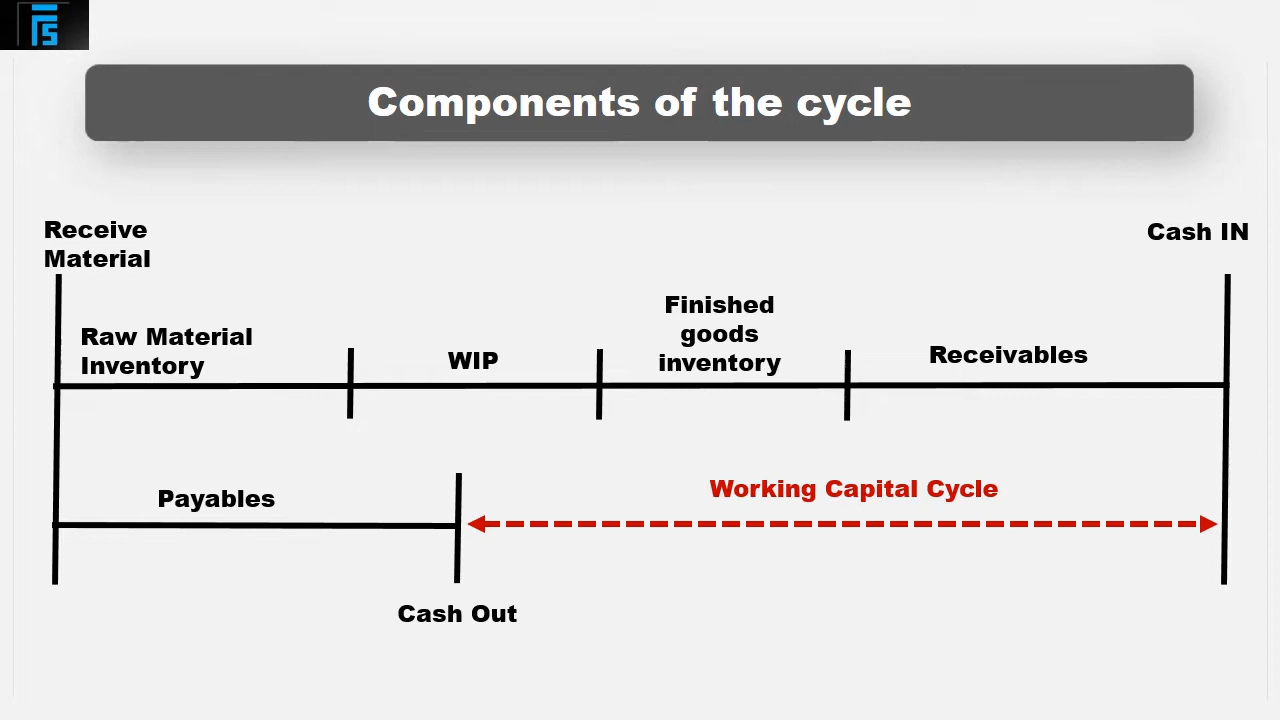 Components of the cycle
Receive
Material
Cash IN
Raw Material
Inventory
WIP
Finished
goods
inventory
Receivables
Payables
Working Capital Cycle
Cash Out